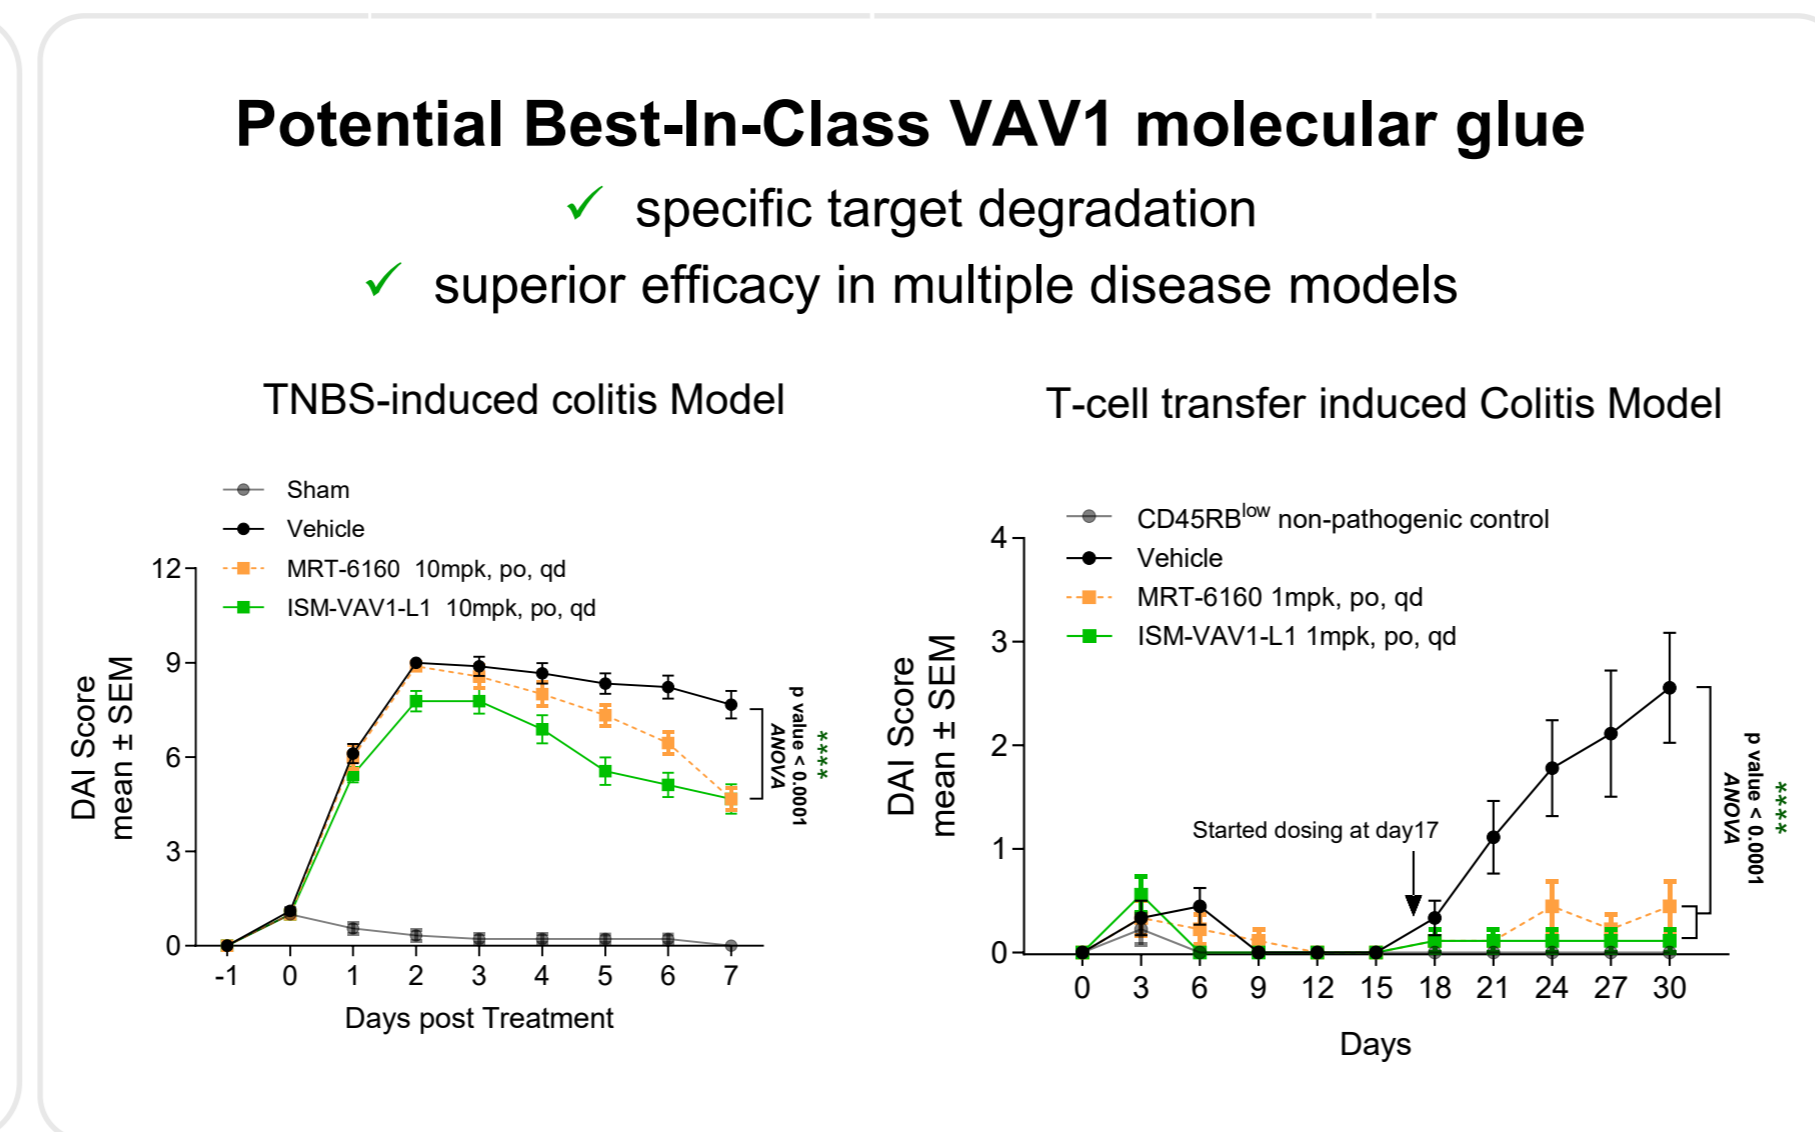 Potential Best-In-Class VAV1 molecular glue
✓ specific target degradation
✓ superior efficacy in multiple disease models
TNBS-induced colitis Model
Sham
Vehicle
MRT-6160 10mpk, po, qd
ISM-VAV1-L1 10mpk, po, qd
DAI Score
mean ± SEM
12
9
6
3
0
-1 0 1 2 3 4 5 6 7
Days post Treatment
****
p value < 0.0001
ANOVA
T-cell transfer induced Colitis Model
CD45RBlow non-pathogenic control
Vehicle
MRT-6160 1mpk, po, qd
ISM-VAV1-L1 1mpk, po, qd
DAI Score
mean ± SEM
4
3
2
1
0
Started dosing at day17
0 3 6 9 12 15 18 21 24 27 30
Days
****
p value < 0.0001
ANOVA